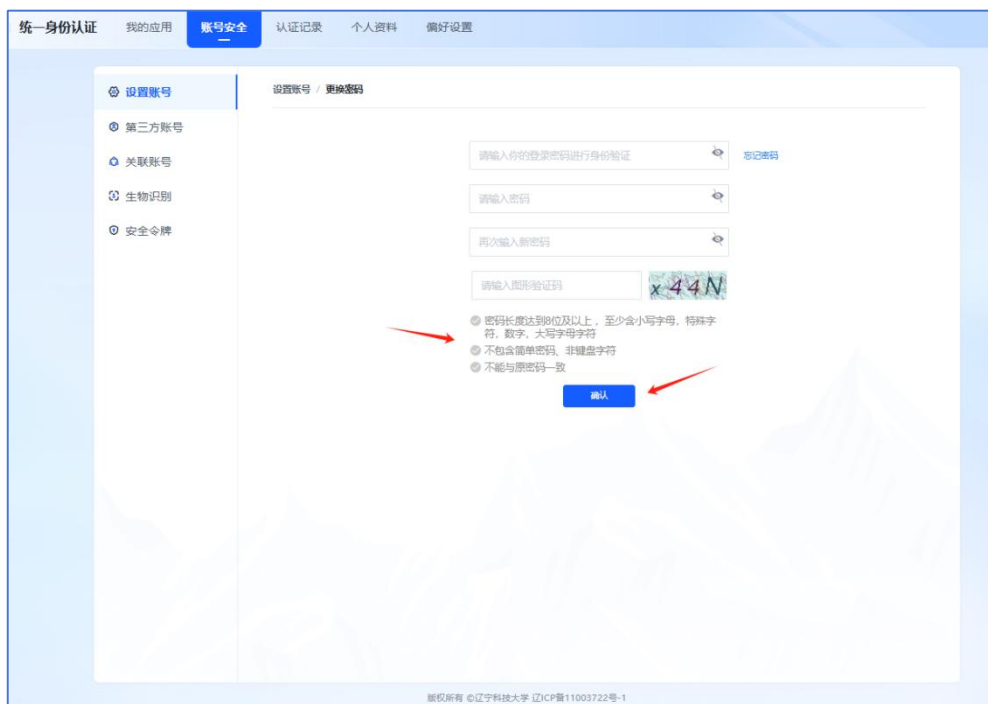 统一身份认证 我的应用 账号安全 认证记录 个人资料 偏好设置
设置账号
第三方账号
关联账号
生物识别
安全令牌
设置账号 / 更换密码
请输入你的登录密码进行身份验证 忘记密码
请输入密码
再次输入新密码
请输入图形验证码 x44N
密码长度达到8位及以上，至少含小写字母，特殊字
符，数字，大写字母字符
不包含简单密码、非键盘字符
不能与原密码一致
确认
版权所有 ©辽宁科技大学 辽ICP备11003722号-1